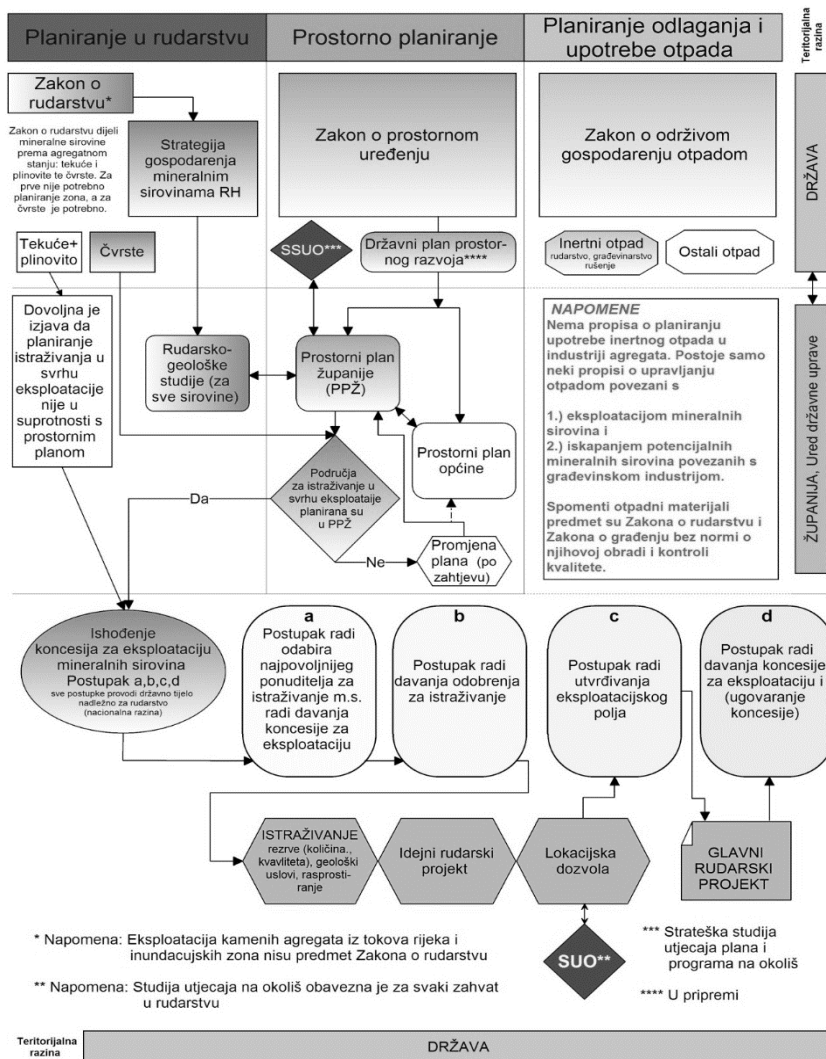 Planiranje u rudarstvu
Prostorno planiranje
Planiranje odlaganja i
upotrebe otpada
Teritorijalna
razina
Zakon o
rudarstvu*
Zakon o rudarstvu dijeli
mineralne sirovine
prema agregatnom
stanju: tekuće i
plinovite te čvrste. Za
prve nije potrebno
planiranje zona, a za
čvrste je potrebno.
Strategija
gospodarenja
mineralnim
sirovinama RH
Zakon o prostornom
uređenju
Zakon o održivom
gospodarenju otpadom
DRŽAVA
Tekuće+
plinovito
Čvrste
SSUO***
Državni plan prostor-
nog razvoja****
Inertni otpad
rudarstvo, građevinarstvo
rušenje
Ostali otpad
Dovoljna je
izjava da
planiranje
istraživanja u
svrhu
eksploatacije
nije u
suprotnosti s
prostornim
planom
Rudarsko-
geološke
studije (za
sve sirovine)
Prostorni plan
županije
(PPŽ)
Prostorni plan
općine
Područja
za istraživanje u
svrhu eksploataije
planirana su
u PPŽ
Da
Ne
Promjena
plana (po
zahtjevu)
NAPOMENE
Nema propisa o planiranju
upotrebe inertnog otpada u
industriji agregata. Postoje samo
neki propisi o upravljanju
otpadom povezani s
1.) eksploatacijom mineralnih
sirovina i
2.) iskapanjem potencijalnih
mineralnih sirovina povezanih s
građevinskom industrijom.
Spomenti otpadni materijali
predmet su Zakona o rudarstvu i
Zakona o građenju bez normi o
njihovoj obradi i kontroli
kvalitete.
ŽUPANIJA, Ured državne uprave
Ishođenje
koncesija za eksploataciju
mineralnih sirovina
Postupak a,b,c,d
sve postupke provodi državno tijelo
nadležno za rudarstvo
(nacionalna razina)
a
Postupak radi
odabira
najpovoljnijeg
ponuditelja za
istraživanje m.s.
radi davanja
koncesije za
eksploataciju
b
Postupak radi
davanja odobrenja
za istraživanje
c
Postupak radi
utvrđivanja
eksploatacijskog
polja
d
Postupak radi
davanja koncesije
za eksploataciju i
(ugovaranje
koncesije)
ISTRAŽIVANJE
rezrve (količina.,
kvavliteta), geološki
uslovi, rasprosti-
ranje
Idejni rudarski
projekt
Lokacijska
dozvola
GLAVNI
RUDARSKI
PROJEKT
SUO**
* Napomena: Eksploatacija kamenih agregata iz tokova rijeka i
inundacujskih zona nisu predmet Zakona o rudarstvu
** Napomena: Studija utjecaja na okoliš obavezna je za svaki zahvat
u rudarstvu
*** Strateška studija
utjecaja plana i
programa na okoliš
**** U pripremi
Teritorijalna
razina
DRŽAVA